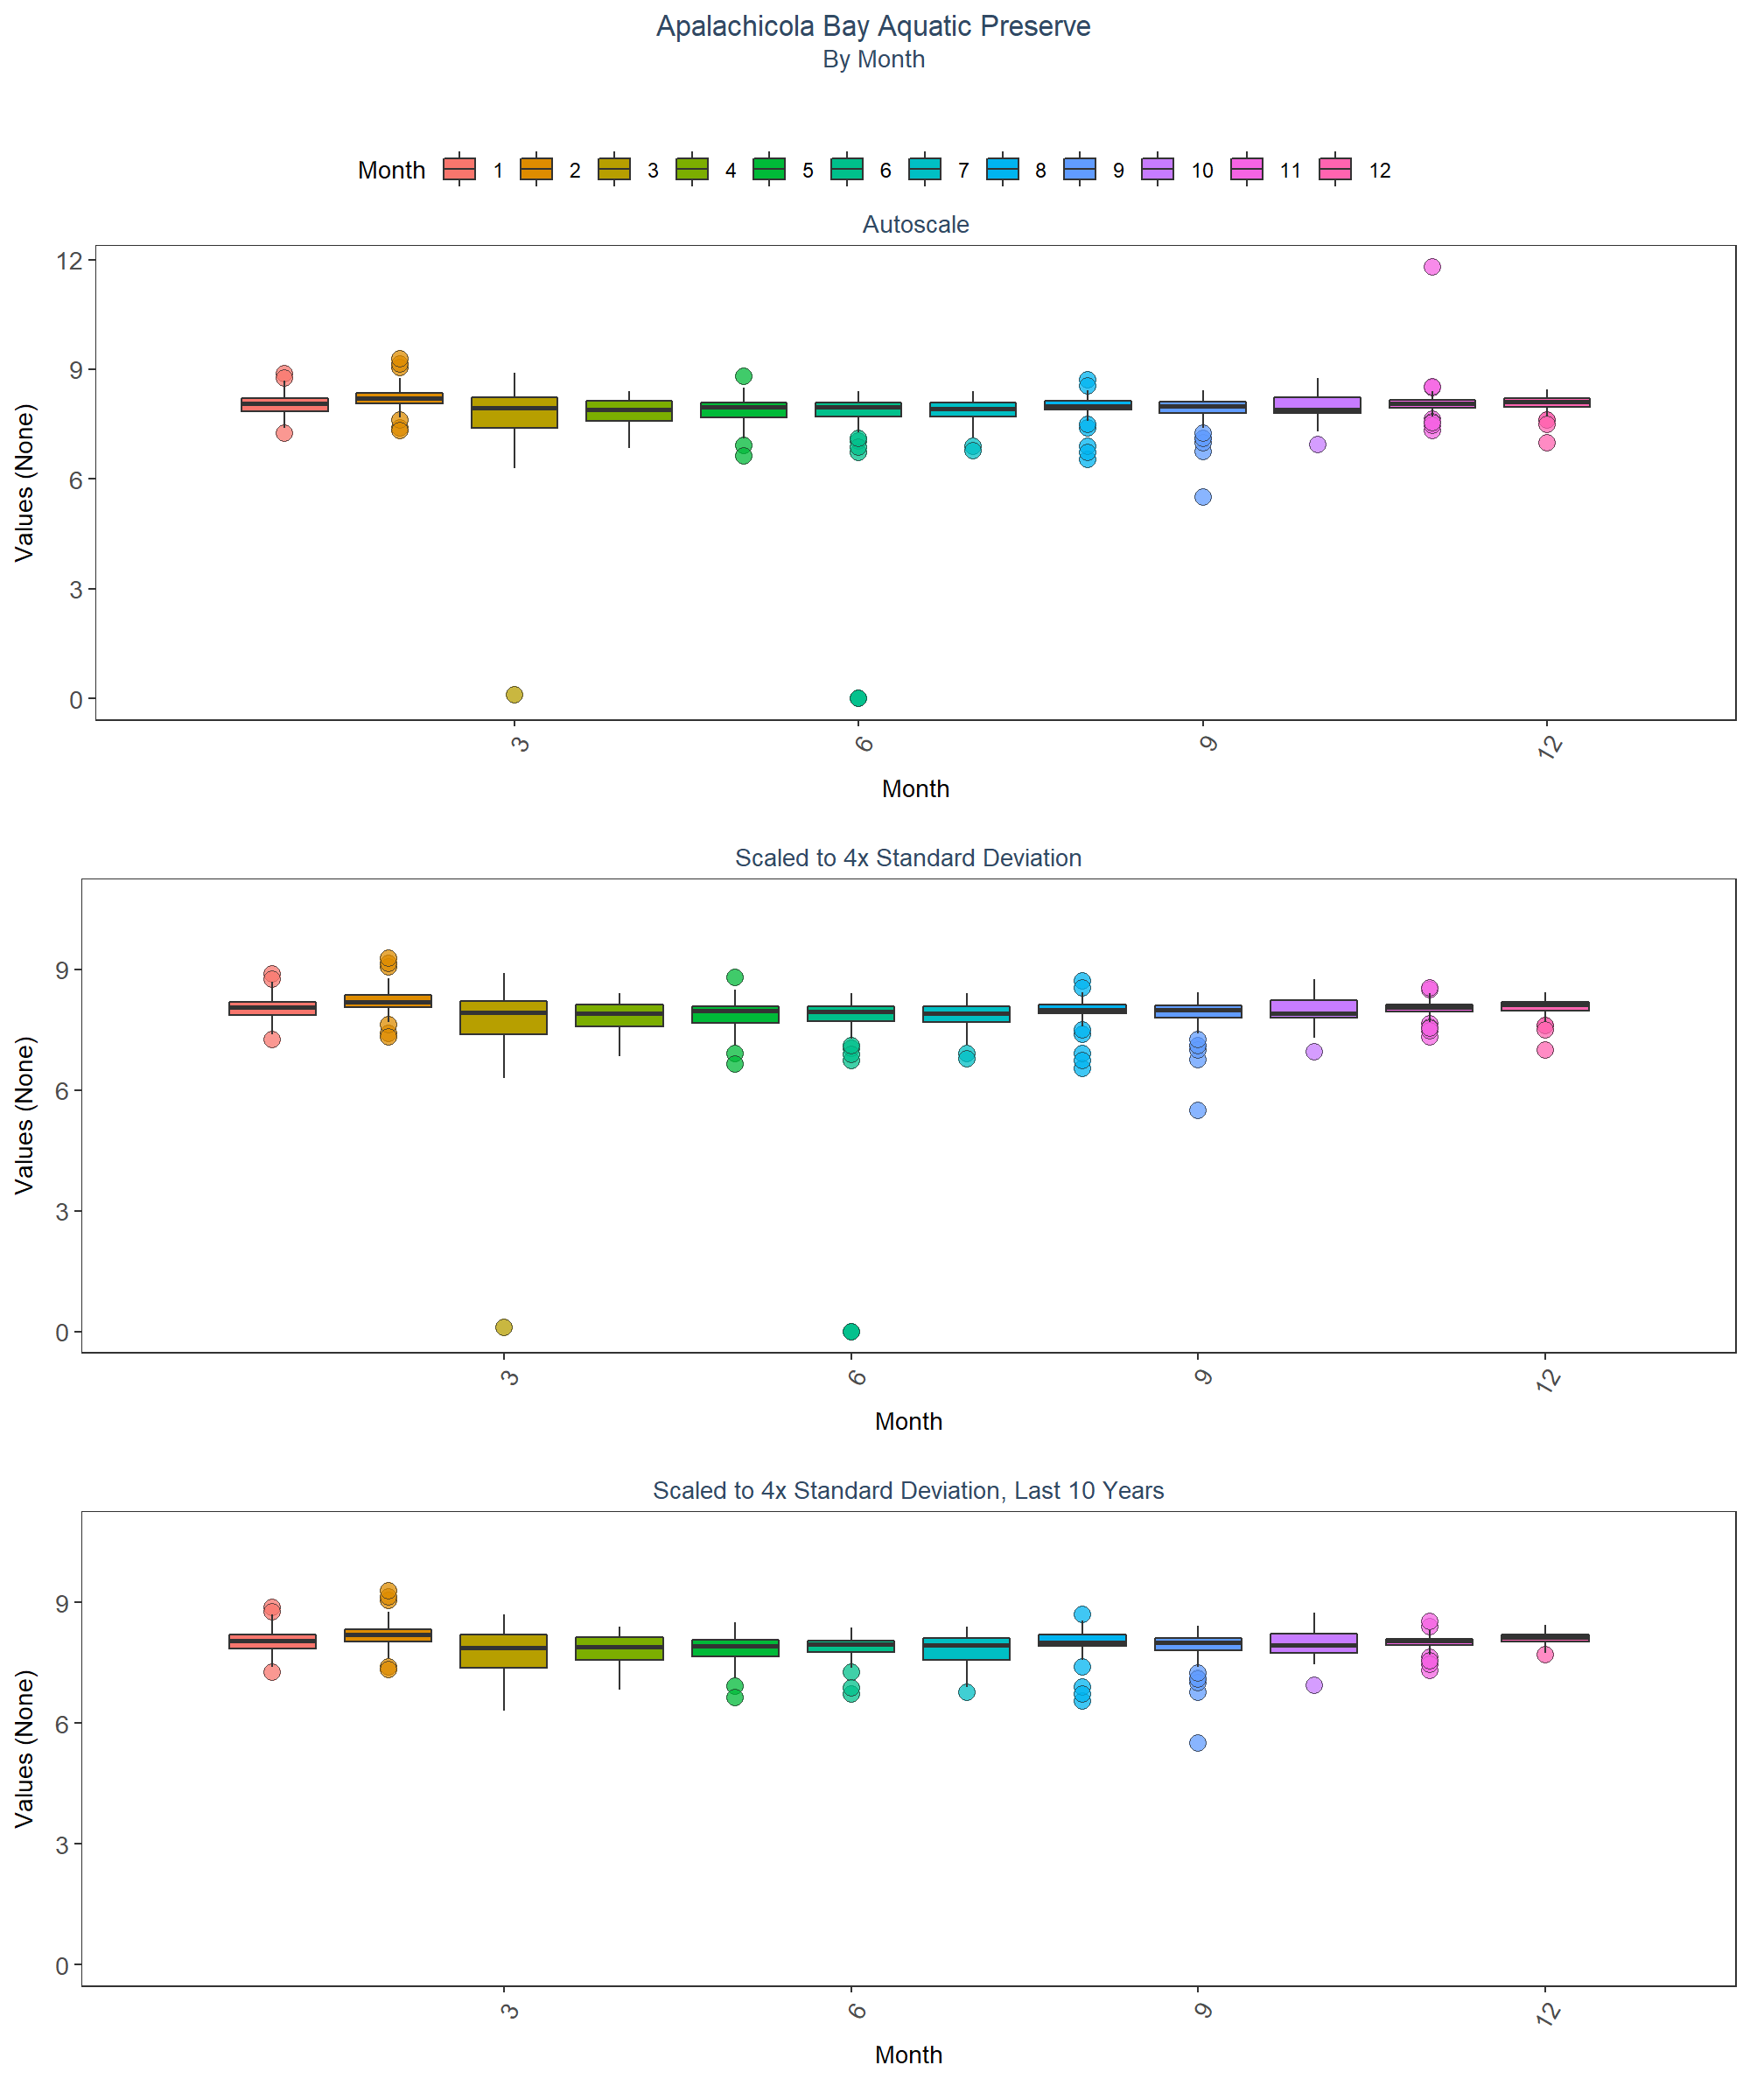 Apalachicola Bay Aquatic Preserve
By Month
Month 1 2 3 4 5 6 7 8 9 10 11 12
Autoscale
Values (None)
12
9
6
3
0
3 6 9 12
Month
Scaled to 4x Standard Deviation
Values (None)
9
6
3
0
3 6 9 12
Month
Scaled to 4x Standard Deviation, Last 10 Years
Values (None)
9
6
3
0
3 6 9 12
Month